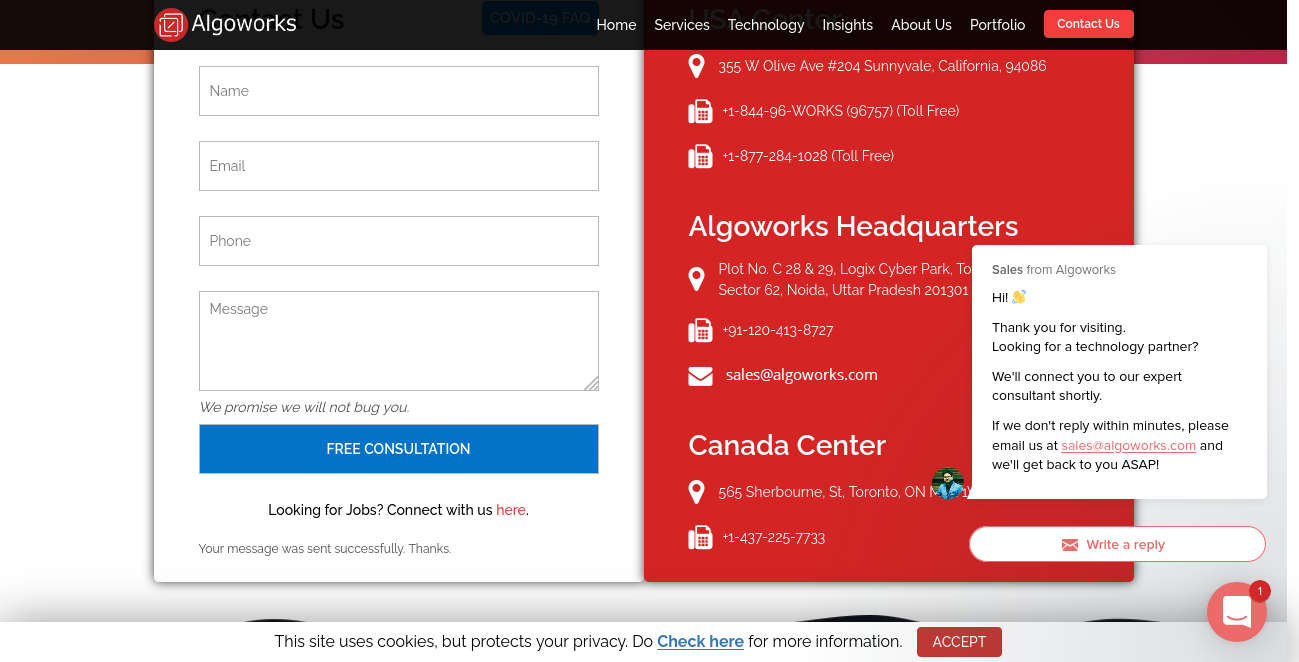 Contact Us
COVID-19 FAQ
USA Center
Algoworks
Home
Services
Technology
Insights
About Us
Portfolio
Contact Us
Name
Email
Phone
Message
We promise we will not bug you.
FREE CONSULTATION
Looking for Jobs? Connect with us here.
Your message was sent successfully. Thanks.
355 W Olive Ave #204 Sunnyvale, California, 94086
+1-844-96-WORKS (96757) (Toll Free)
+1-877-284-1028 (Toll Free)
Algoworks Headquarters
Plot No. C 28 & 29, Logix Cyber Park, To
Sector 62, Noida, Uttar Pradesh 201301
+91-120-413-8727
sales@algoworks.com
Canada Center
565 Sherbourne, St, Toronto, ON
+1-437-225-7733
Sales from Algoworks
Hi! 👋
Thank you for visiting.
Looking for a technology partner?
We'll connect you to our expert
consultant shortly.
If we don't reply within minutes, please
email us at sales@algoworks.com and
we'll get back to you ASAP!
Write a reply
1
This site uses cookies, but protects your privacy. Do Check here for more information.
ACCEPT